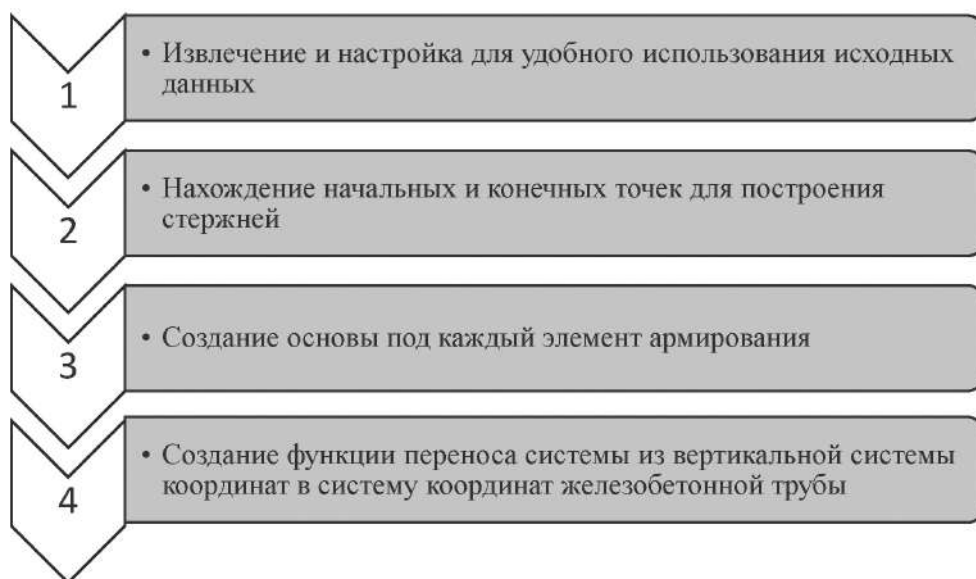 1
• Извлечение и настройка для удобного использования исходных
данных
2
• Нахождение начальных и конечных точек для построения
стержней
3
• Создание основы под каждый элемент армирования
4
• Создание функции переноса системы из вертикальной системы
координат в систему координат железобетонной трубы